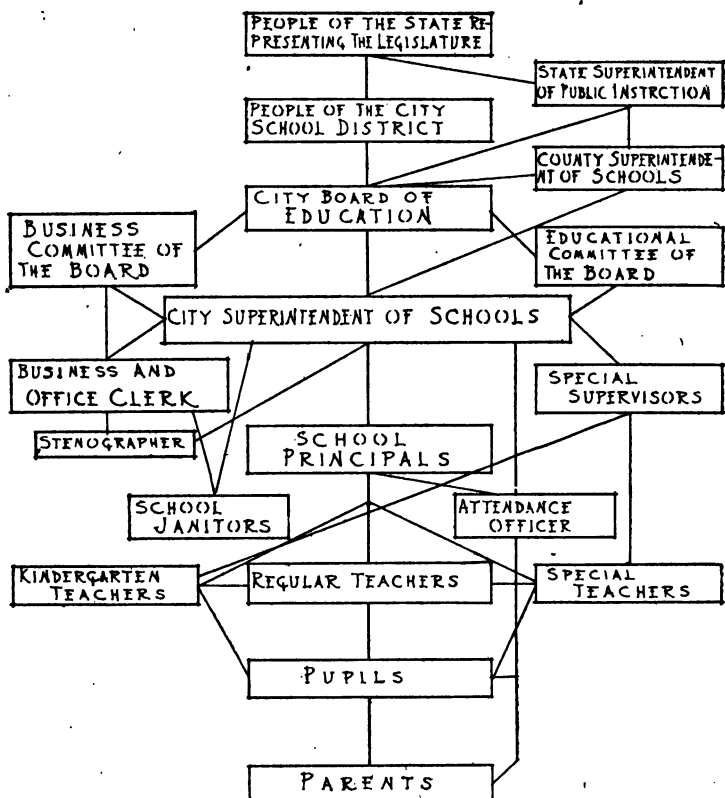 PEOPLE OF THE STATE RE-
PRESENTING THE LEGISLATURE
STATE SUPERINTENDENT
OF PUBLIC INSTRCTION
PEOPLE OF THE CITY
SCHOOL DISTRICT
COUNTY SUPERINTENDE-
NT OF SCHOOLS
CITY BOARD OF
EDUCATION
BUSINESS
COMMITTEE OF
THE BOARD
EDUCATIONAL
COMMITTEE OF
THE BOARD
CITY SUPERINTENDENT OF SCHOOLS
BUSINESS AND
OFFICE CLERK
SPECIAL
SUPERVISORS
STENOGRAPHER
SCHOOL
PRINCIPALS
SCHOOL
JANITORS
ATTENDANCE
OFFICER
KINDERGARTEN
TEACHERS
REGULAR TEACHERS
SPECIAL
TEACHERS
PUPILS
PARENTS